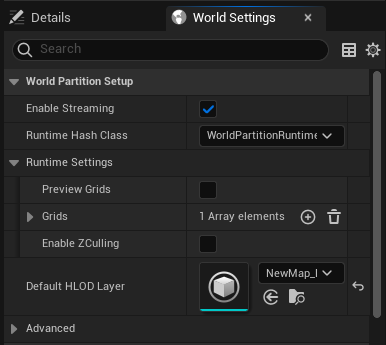 Details
World Settings
Search
World Partition Setup
Enable Streaming
Runtime Hash Class
WorldPartitionRuntime
Runtime Settings
Preview Grids
Grids
1 Array elements
Enable ZCulling
Default HLOD Layer
NewMap_
Advanced